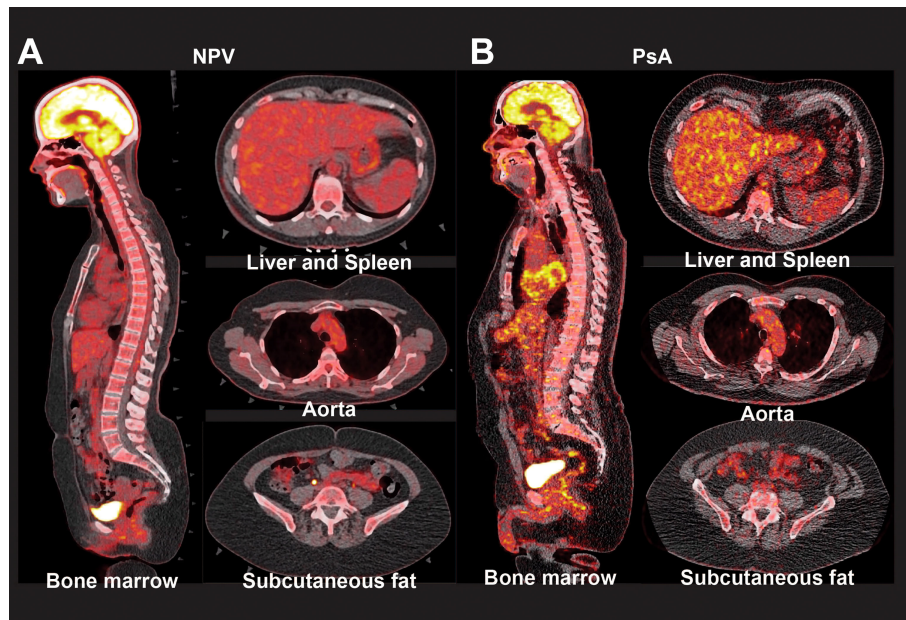 A
NPV
Liver and Spleen
Aorta
Bone marrow
Subcutaneous fat
B
PsA
Liver and Spleen
Aorta
Bone marrow
Subcutaneous fat